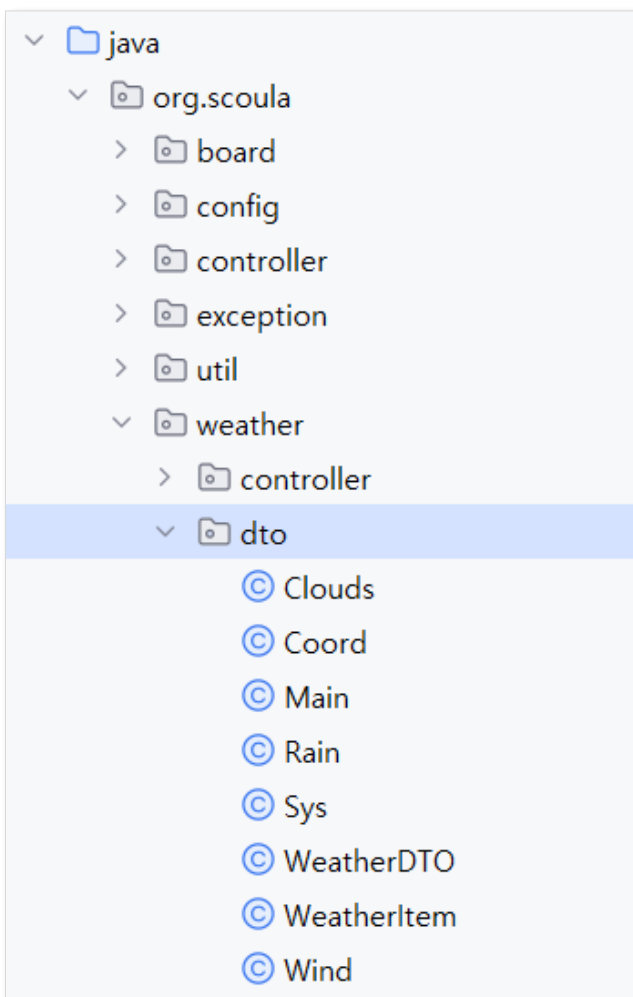 java
org.scoula
board
config
controller
exception
util
weather
controller
dto
Clouds
Coord
Main
Rain
Sys
WeatherDTO
WeatherItem
Wind